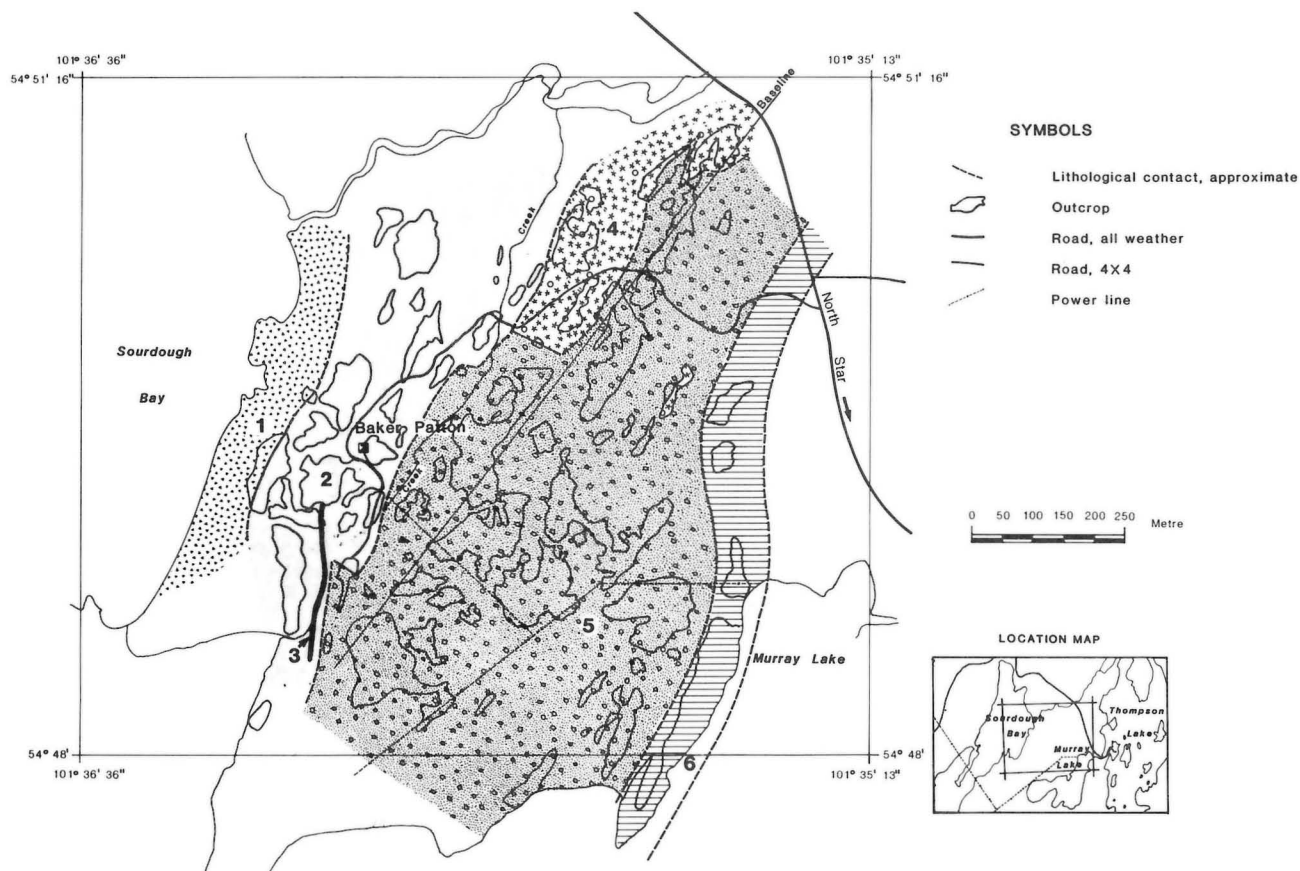 101° 36' 36"
101° 35' 13"
54° 51' 16"
54° 51' 16"
Baseline
SYMBOLS
Lithological contact, approximate
Outcrop
Road, all weather
Road, 4X4
Power line
Creek
4
North
Star
Sourdough
Bay
1
Baker Patton
2
0 50 100 150 200 250 Metre
5
3
Murray Lake
LOCATION MAP
Sourdough
Bay
Thompson
Lake
Murray
Lake
54° 48'
54° 48'
6
101° 36' 36"
101° 35' 13"